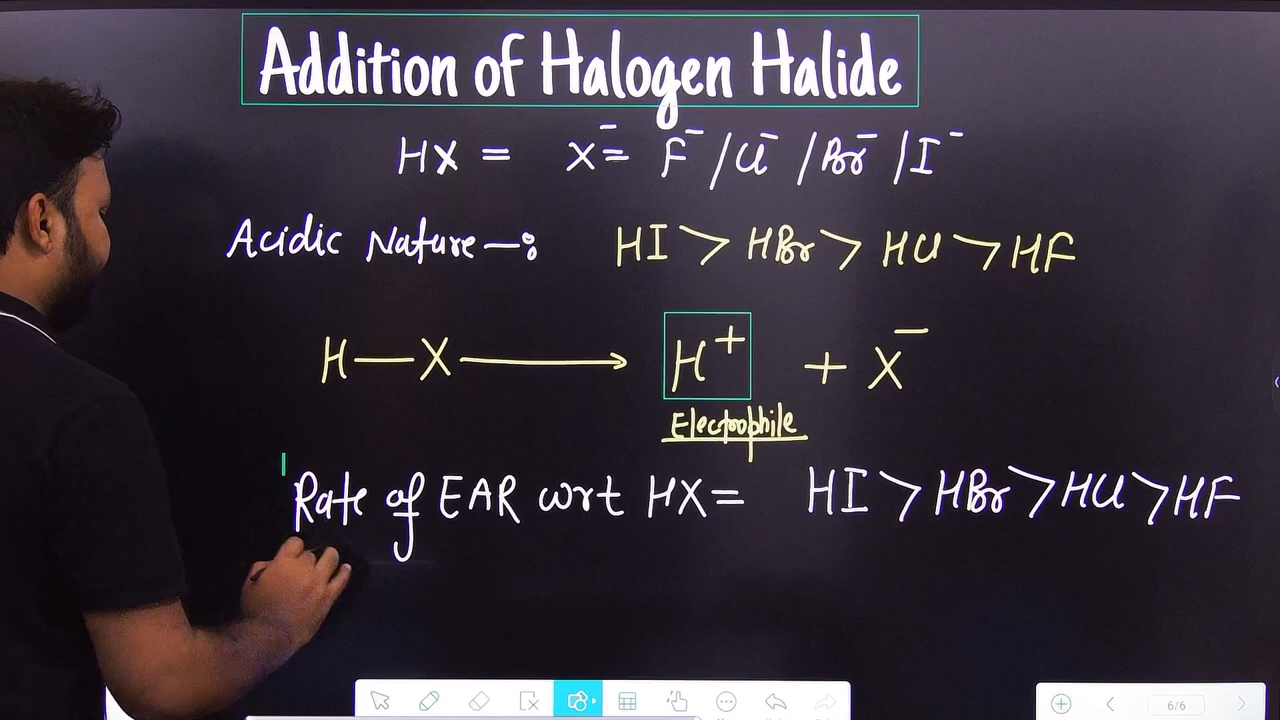 Addition of Halogen Halide
HX = X⁻ = F⁻ / Cl⁻ / Br⁻ / I⁻
Acidic Nature —: HI > HBr > HCl > HF
H—X ⟶ H⁺ + X⁻
Electrophile
Rate of EAR wrt HX = HI > HBr > HCl > HF
6/6